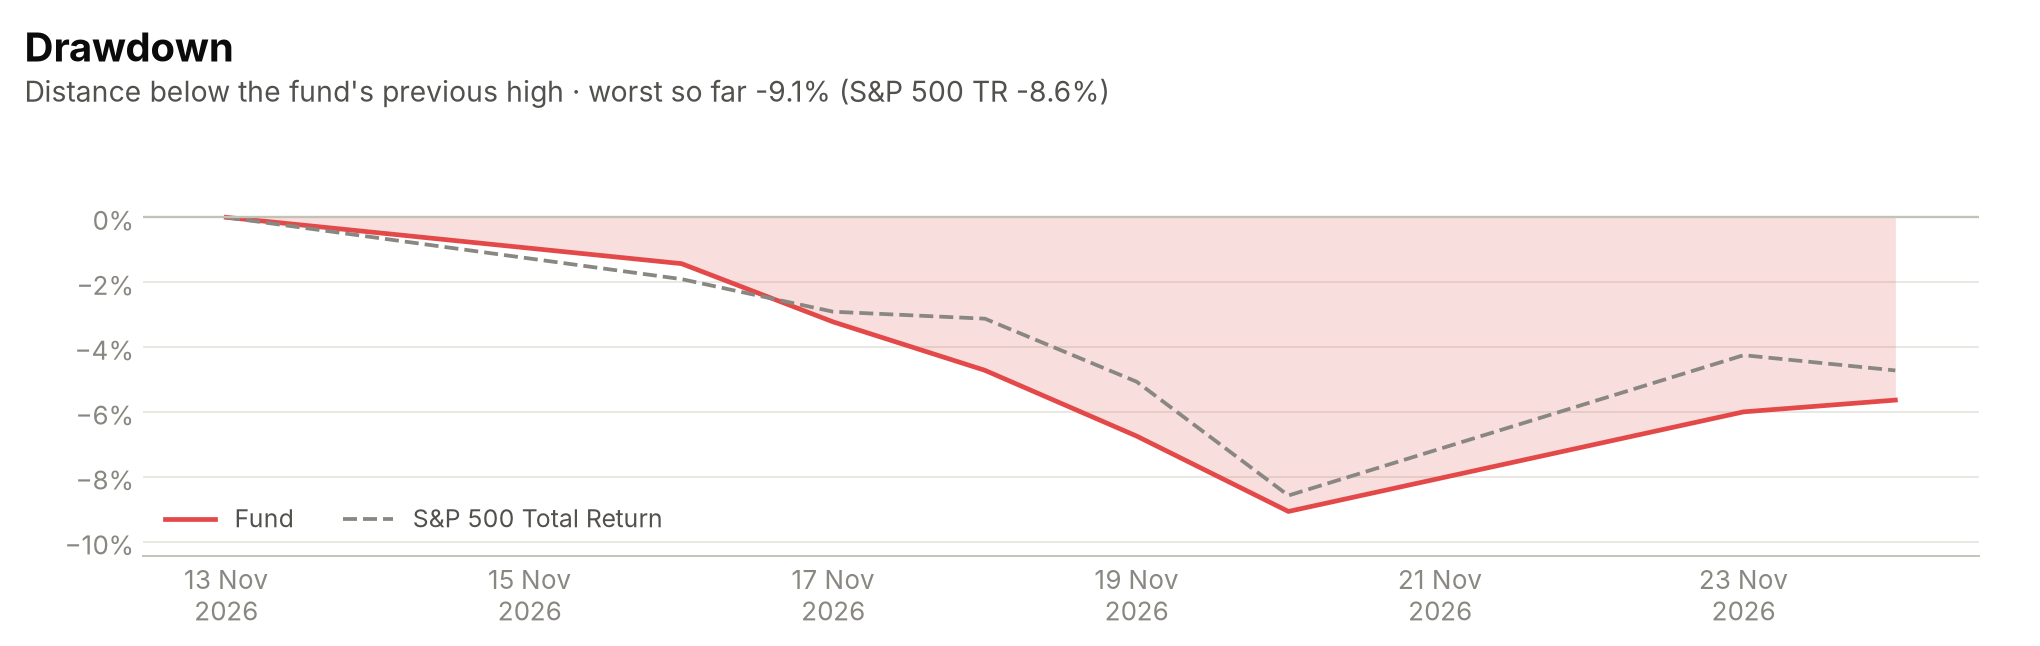 Drawdown
Distance below the fund's previous high · worst so far -9.1% (S&P 500 TR -8.6%)
0%
−2%
−4%
−6%
−8%
−10%
Fund
S&P 500 Total Return
13 Nov
2026
15 Nov
2026
17 Nov
2026
19 Nov
2026
21 Nov
2026
23 Nov
2026